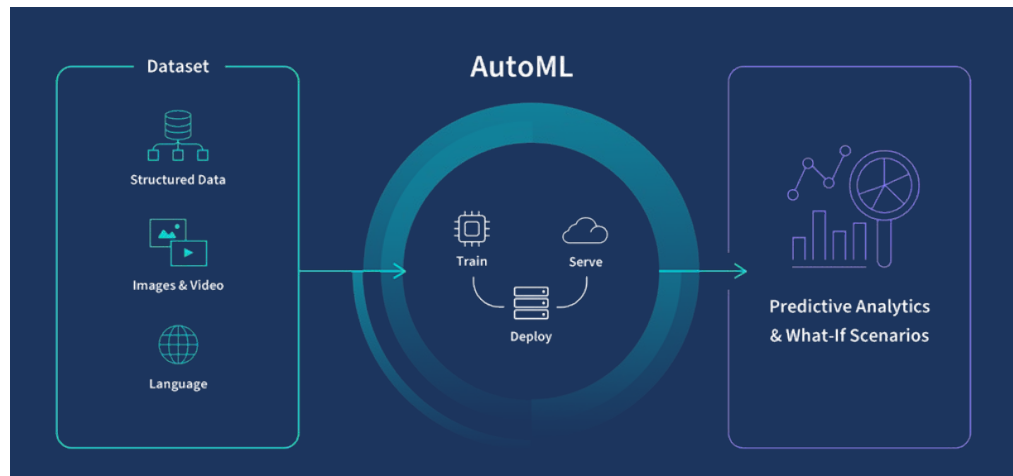 Dataset
Structured Data
Images & Video
Language
AutoML
Train
Serve
Deploy
Predictive Analytics
& What-If Scenarios